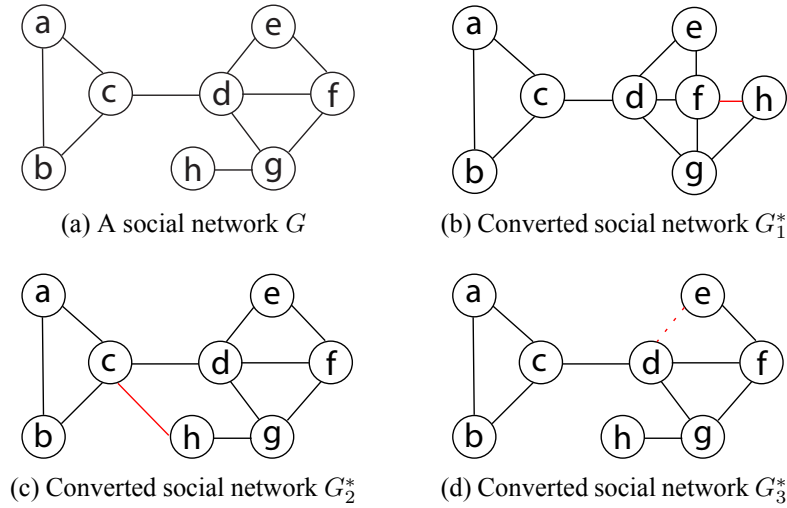 a e a e
c d f c d f h
b h g b g
(a) A social network G (b) Converted social network G₁*
a e a e
c d f c d f
b h g b h g
(c) Converted social network G₂* (d) Converted social network G₃*